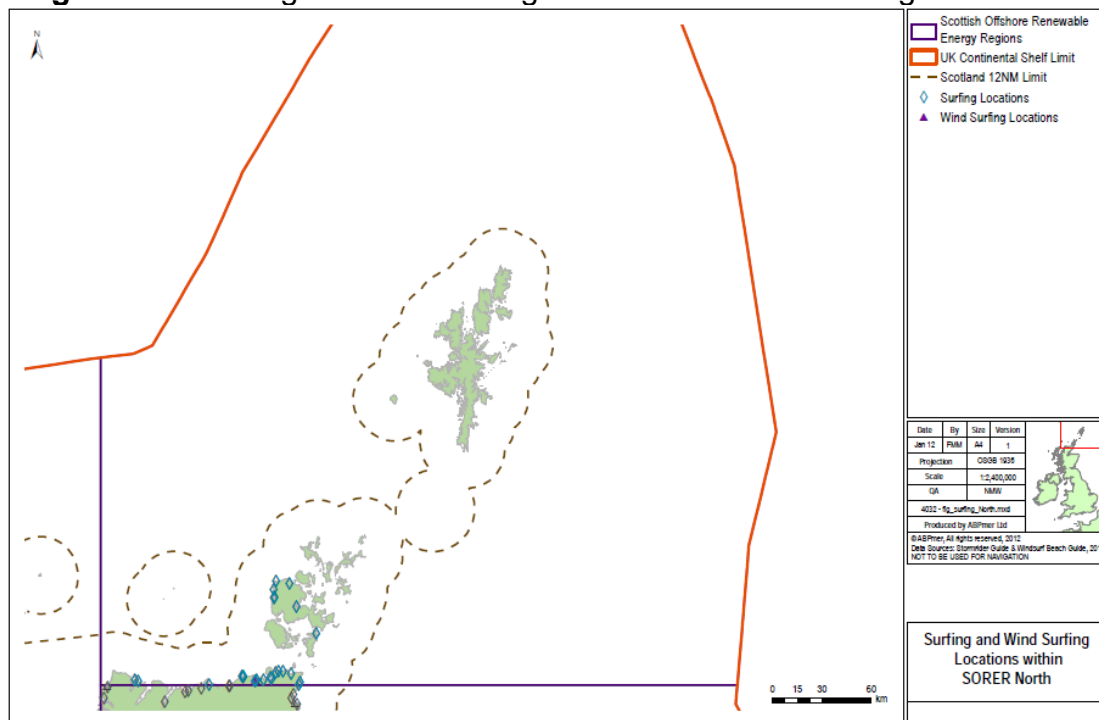 N
0 15 30 60
km
Scottish Offshore Renewable
Energy Regions
UK Continental Shelf Limit
Scotland 12NM Limit
Surfing Locations
Wind Surfing Locations
Date By Size Version
Jan 12 FMM A4 1
Projection OSGB 1936
Scale 1:2,400,000
QA NMW
4032 - fig_surfing_North.mxd
Produced by ABPmer Ltd
©ABPmer, All rights reserved, 2012
Data Sources: Stormrider Guide & Windsurf Beach Guide,
NOT TO BE USED FOR NAVIGATION
Surfing and Wind Surfing
Locations within
SORER North